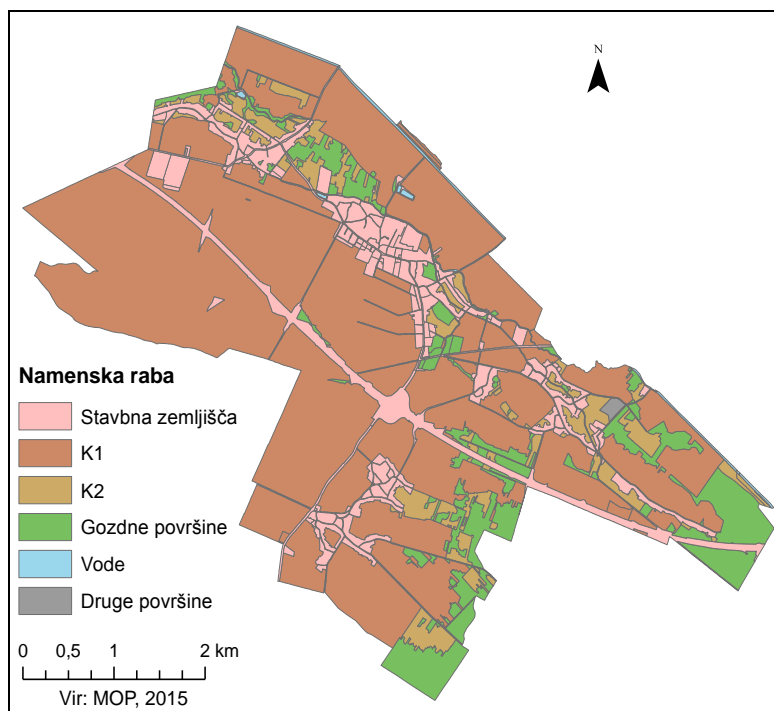 N
Namenska raba
Stavbna zemljišča
K1
K2
Gozdne površine
Vode
Druge površine
0 0,5 1 2 km
Vir: MOP, 2015